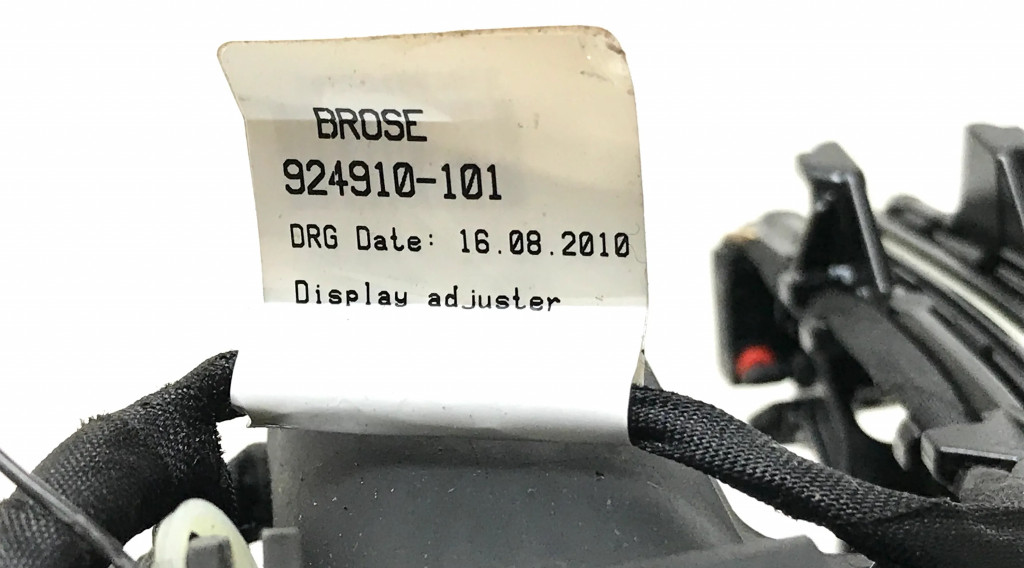 BROSE
924910-101
DRG Date: 16.08.2010
Display adjuster